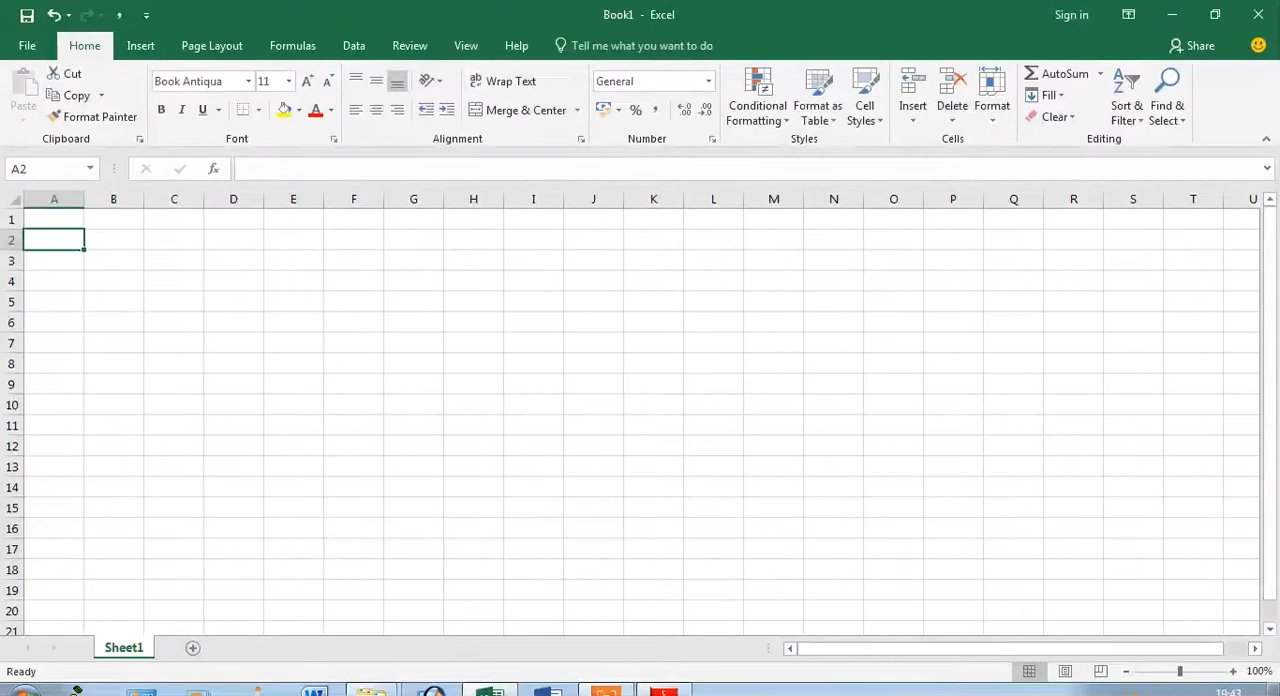 Book1 - Excel
Sign in
File Home Insert Page Layout Formulas Data Review View Help Tell me what you want to do Share
Paste
Cut
Copy
Format Painter
Clipboard
Book Antiqua 11
B I U A
Font
Wrap Text
Merge & Center
Alignment
General
%
Number
Conditional Formatting
Format as Table
Cell Styles
Styles
Insert
Delete
Format
Cells
AutoSum
Fill
Clear
Sort & Filter
Find & Select
Editing
A2
fx
A B C D E F G H I J K L M N O P Q R S T U
1
2
3
4
5
6
7
8
9
10
11
12
13
14
15
16
17
18
19
20
21
Sheet1
Ready
100%
19:43